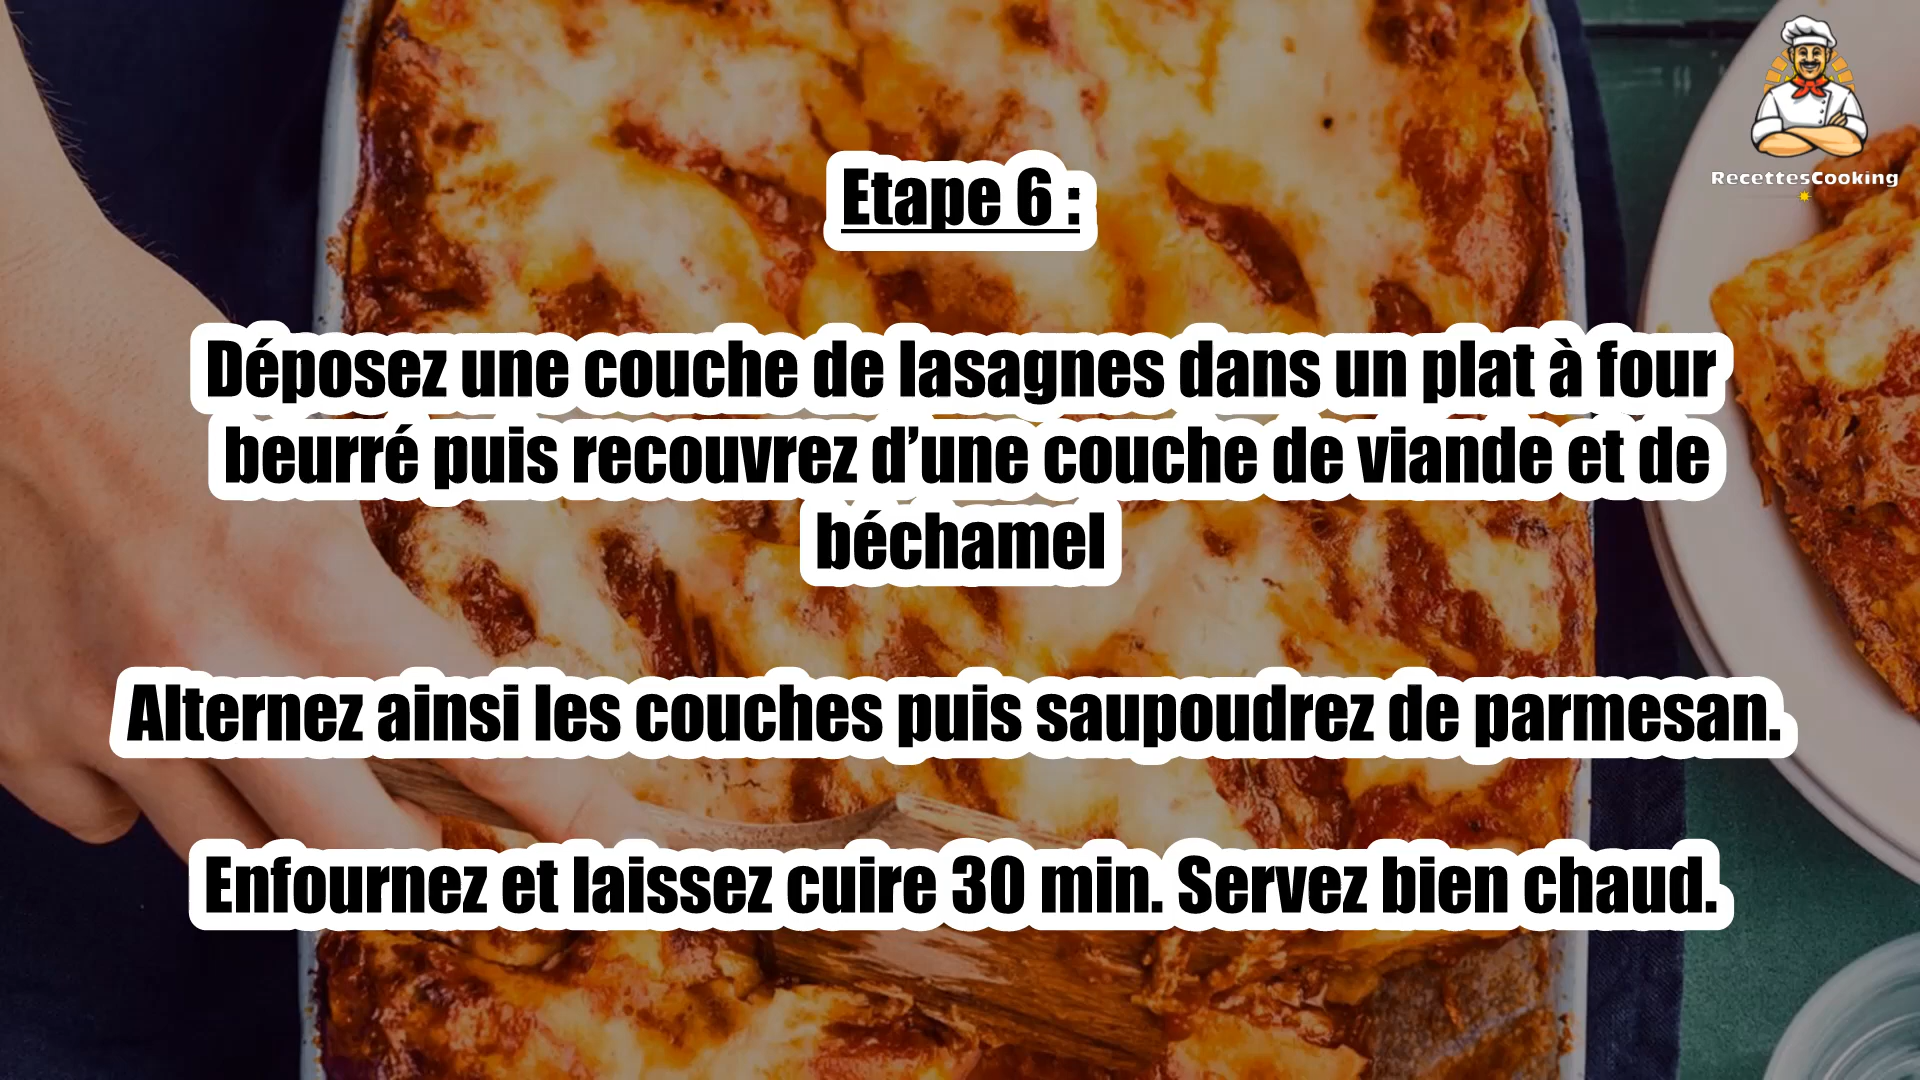 RecettesCooking
Etape 6 :
Déposez une couche de lasagnes dans un plat à four
beurré puis recouvrez d’une couche de viande et de
béchamel
Alternez ainsi les couches puis saupoudrez de parmesan.
Enfournez et laissez cuire 30 min. Servez bien chaud.